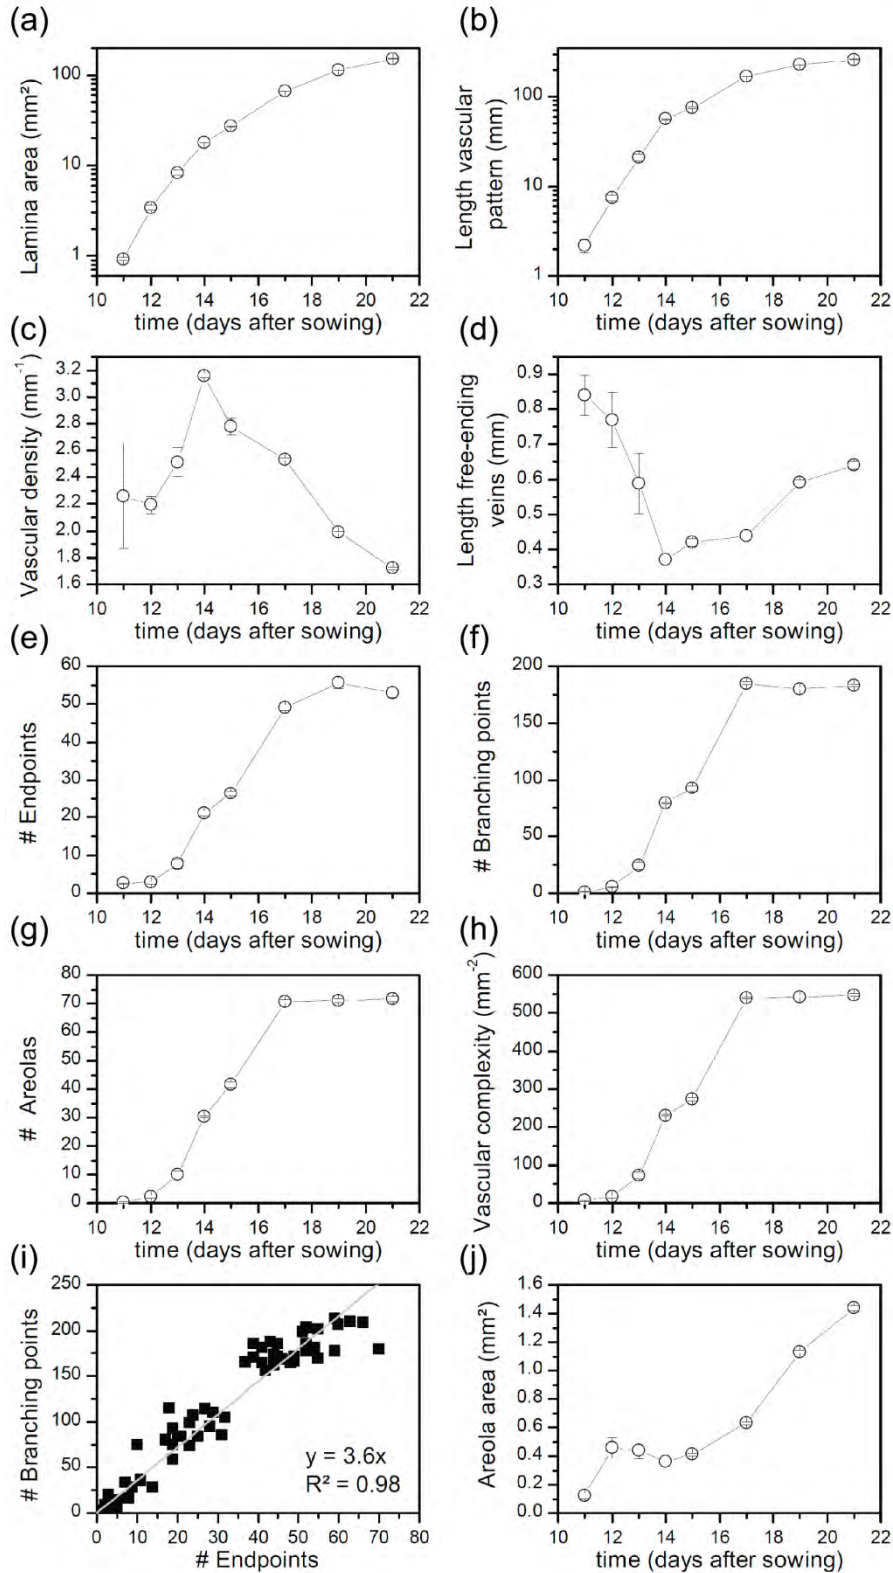 (a)
Lamina area (mm²)
100
10
1
10 12 14 16 18 20 22
time (days after sowing)
(b)
Length vascular
pattern (mm)
100
10
1
10 12 14 16 18 20 22
time (days after sowing)
(c)
Vascular density (mm⁻¹)
3.2
3.0
2.8
2.6
2.4
2.2
2.0
1.8
1.6
10 12 14 16 18 20 22
time (days after sowing)
(d)
Length free-ending
veins (mm)
0.9
0.8
0.7
0.6
0.5
0.4
0.3
10 12 14 16 18 20 22
time (days after sowing)
(e)
# Endpoints
60
50
40
30
20
10
0
10 12 14 16 18 20 22
time (days after sowing)
(f)
# Branching points
200
150
100
50
0
10 12 14 16 18 20 22
time (days after sowing)
(g)
# Areolas
80
70
60
50
40
30
20
10
0
10 12 14 16 18 20 22
time (days after sowing)
(h)
Vascular complexity (mm⁻²)
600
500
400
300
200
100
0
10 12 14 16 18 20 22
time (days after sowing)
(i)
# Branching points
250
200
150
100
50
0
y = 3.6x
R² = 0.98
0 10 20 30 40 50 60 70 80
# Endpoints
(j)
Areola area (mm²)
1.6
1.4
1.2
1.0
0.8
0.6
0.4
0.2
0.0
10 12 14 16 18 20 22
time (days after sowing)